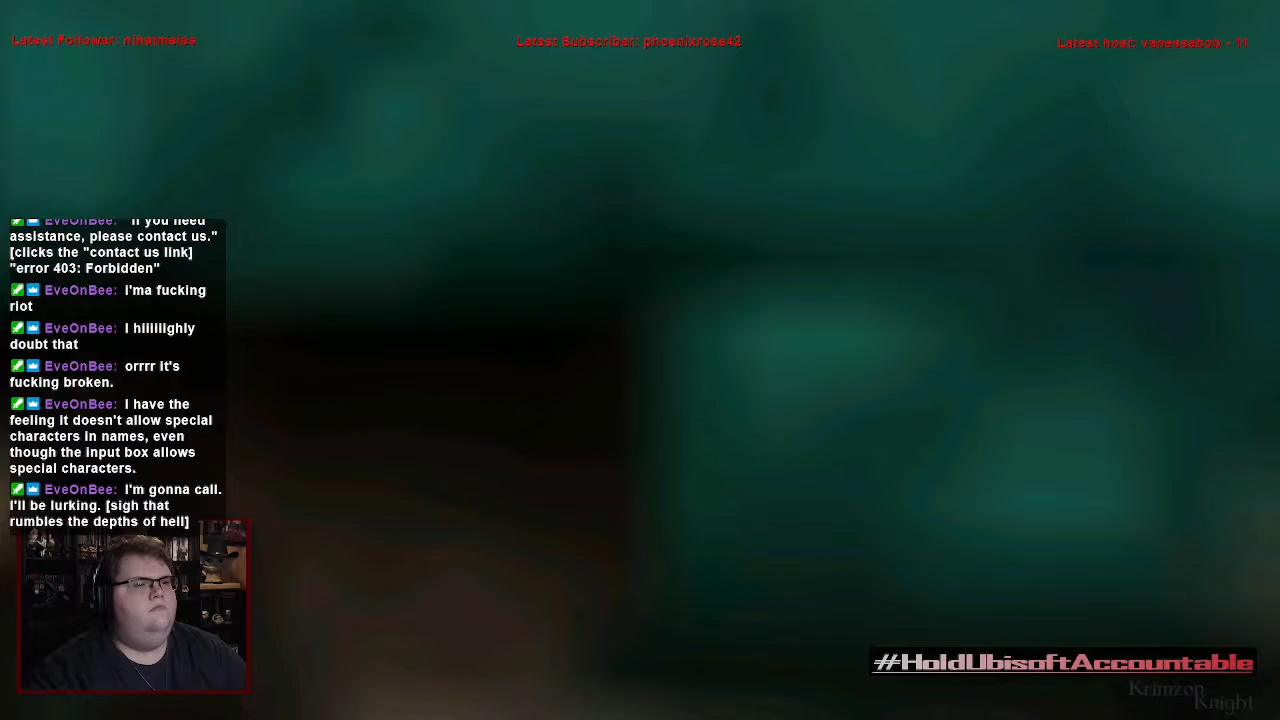 Latest Follower: nihatmeles
Latest Subscriber: phoenixrose42
Latest host: vanessabob - 11
EveOnBee: "If you need
assistance, please contact us."
[clicks the "contact us link]
"error 403: Forbidden"
EveOnBee: I'ma fucking
riot
EveOnBee: I hiiiiiighly
doubt that
EveOnBee: orrrr it's
fucking broken.
EveOnBee: I have the
feeling it doesn't allow special
characters in names, even
though the input box allows
special characters.
EveOnBee: I'm gonna call.
I'll be lurking. [sigh that
rumbles the depths of hell]
#HoldUbisoftAccountable
Krimzon
Knight